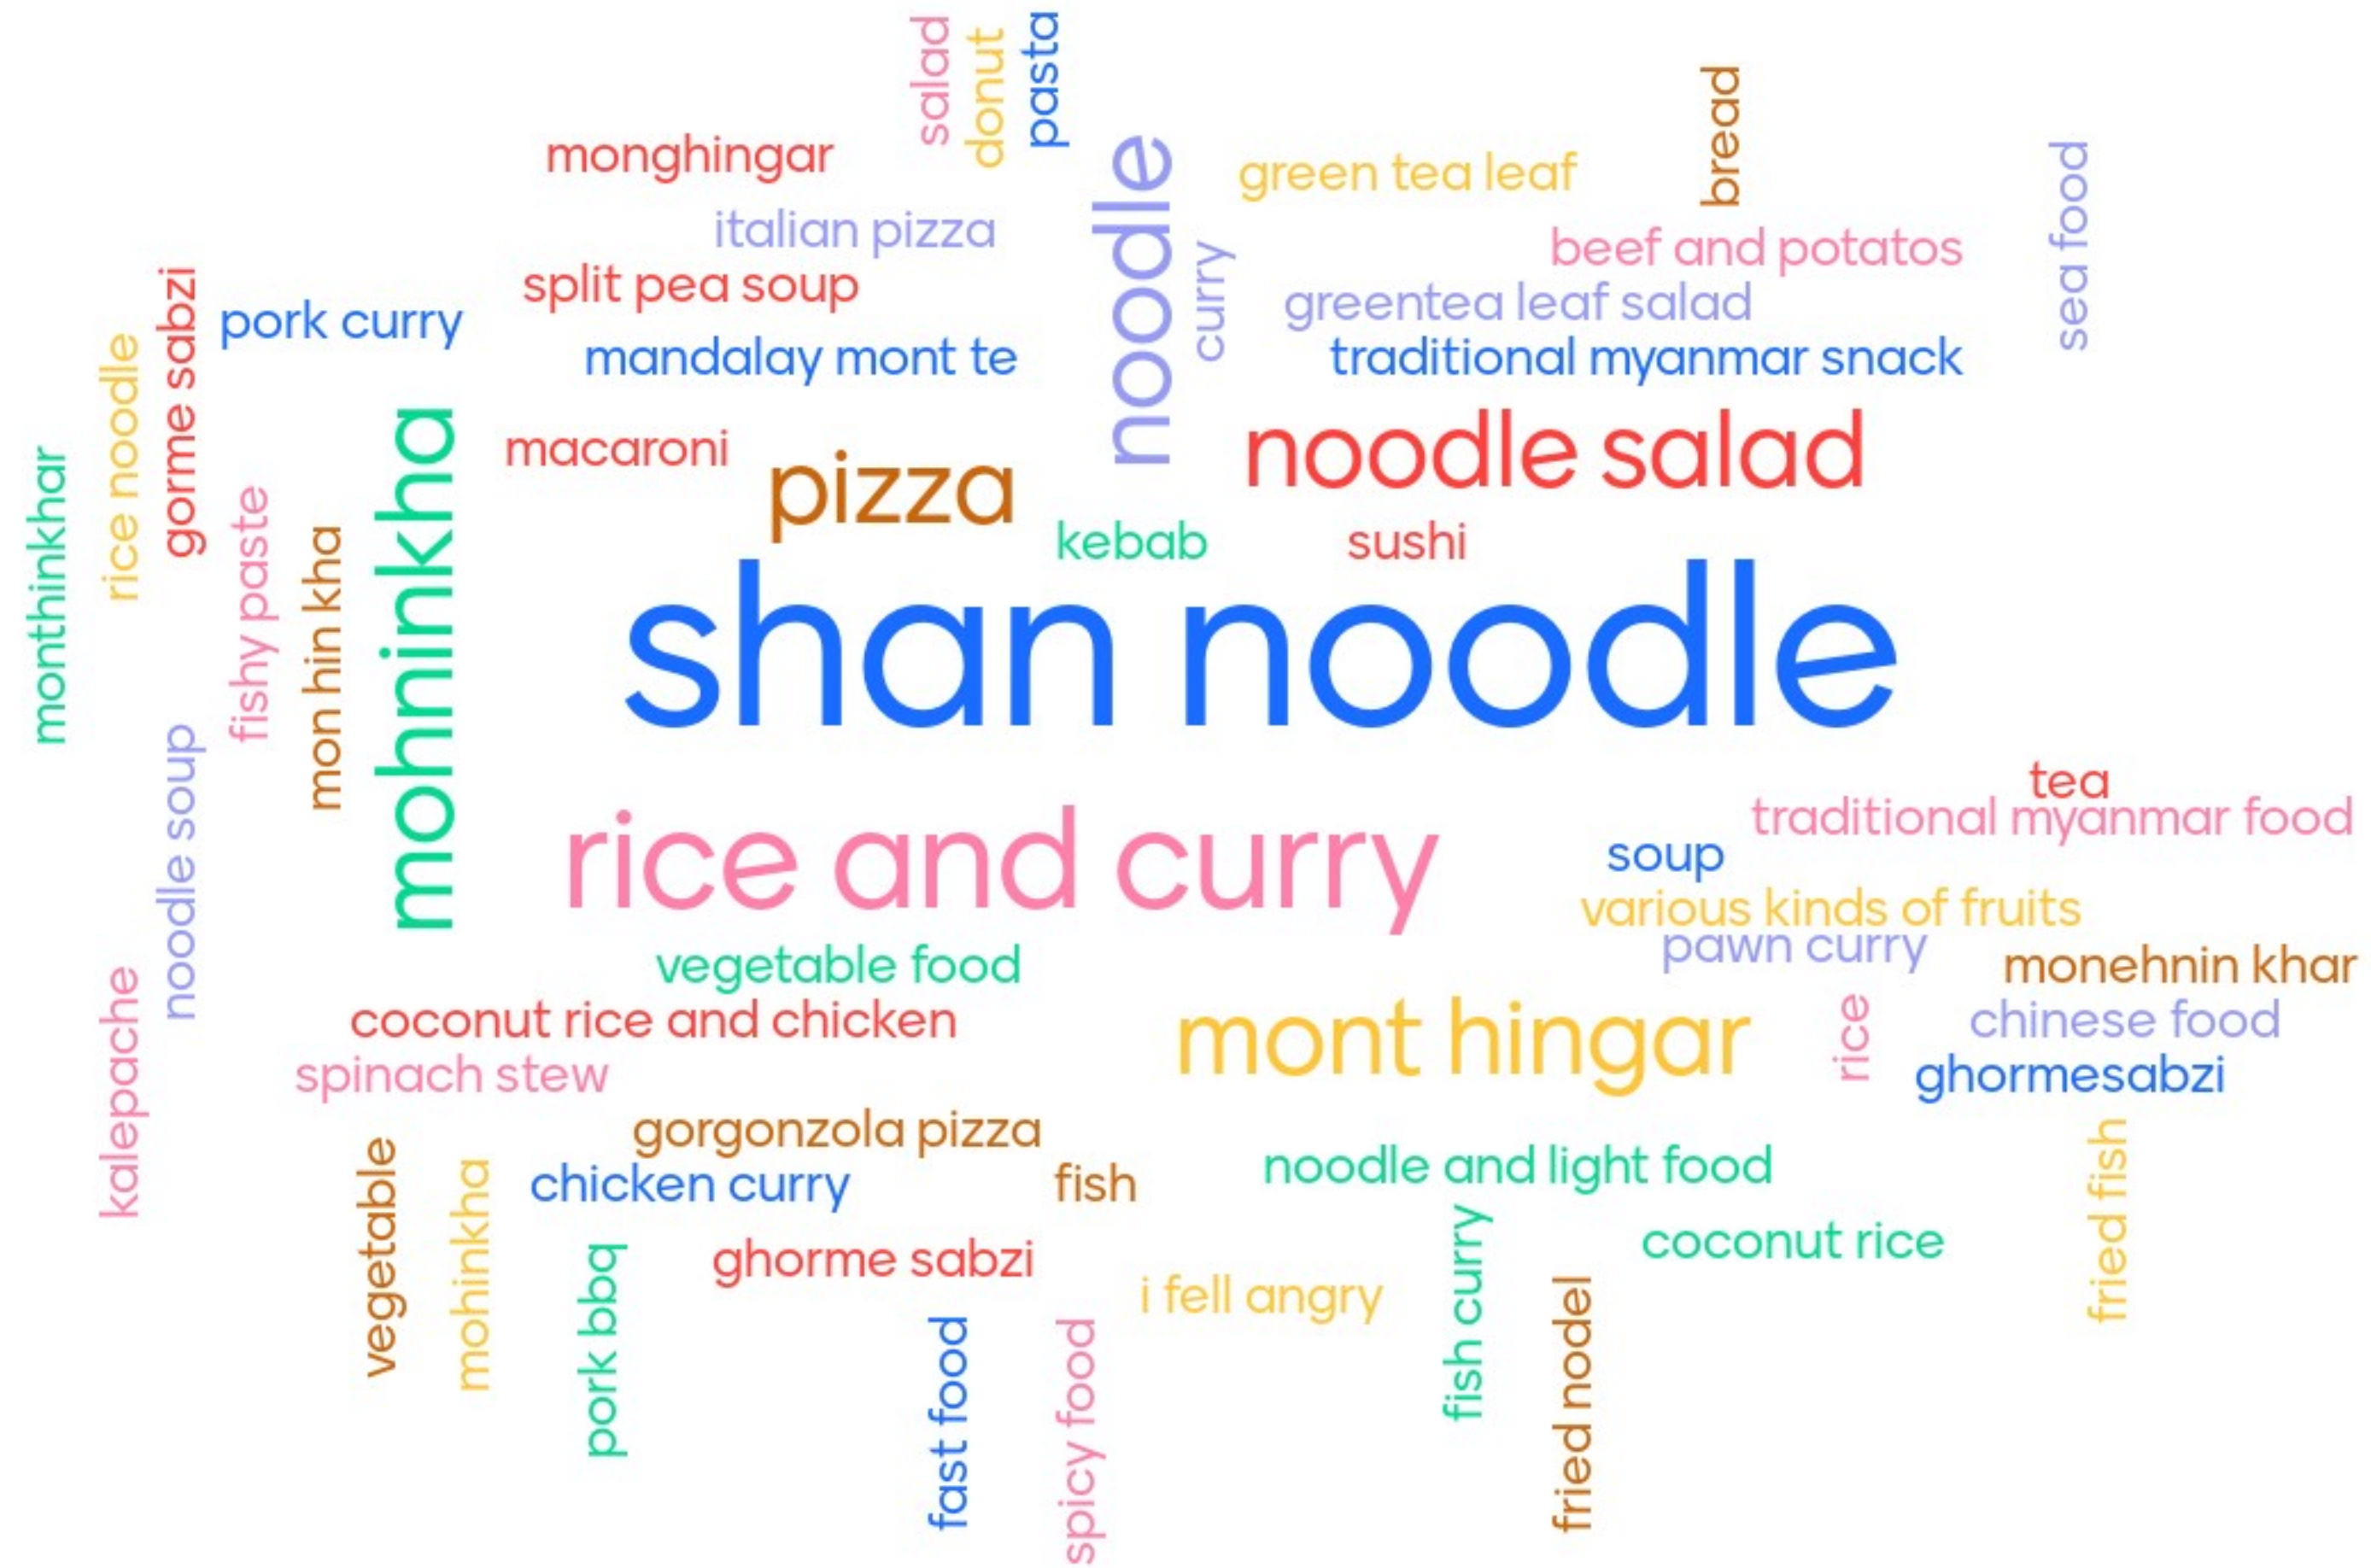 salad
donut
pasta
bread
monghingar
noodle
green tea leaf
sea food
italian pizza
curry
beef and potatos
split pea soup
greentea leaf salad
gorme sabzi
pork curry
rice noodle
mandalay mont te
traditional myanmar snack
mohninkha
macaroni
pizza
noodle salad
monthinkhar
fishy paste
mon hin kha
kebab
sushi
shan noodle
noodle soup
tea
traditional myanmar food
rice and curry
soup
various kinds of fruits
pawn curry
vegetable food
monehnin khar
kalepache
coconut rice and chicken
mont hingar
rice
chinese food
spinach stew
ghormesabzi
gorgonzola pizza
vegetable
mohinkha
chicken curry
fish
noodle and light food
fried fish
pork bbq
ghorme sabzi
fish curry
coconut rice
i fell angry
fast food
spicy food
fried nodel